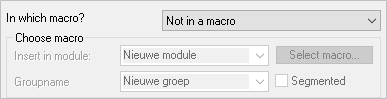 In which macro? Not in a macro
Choose macro
Insert in module: Nieuwe module Select macro...
Groupname Nieuwe groep Segmented